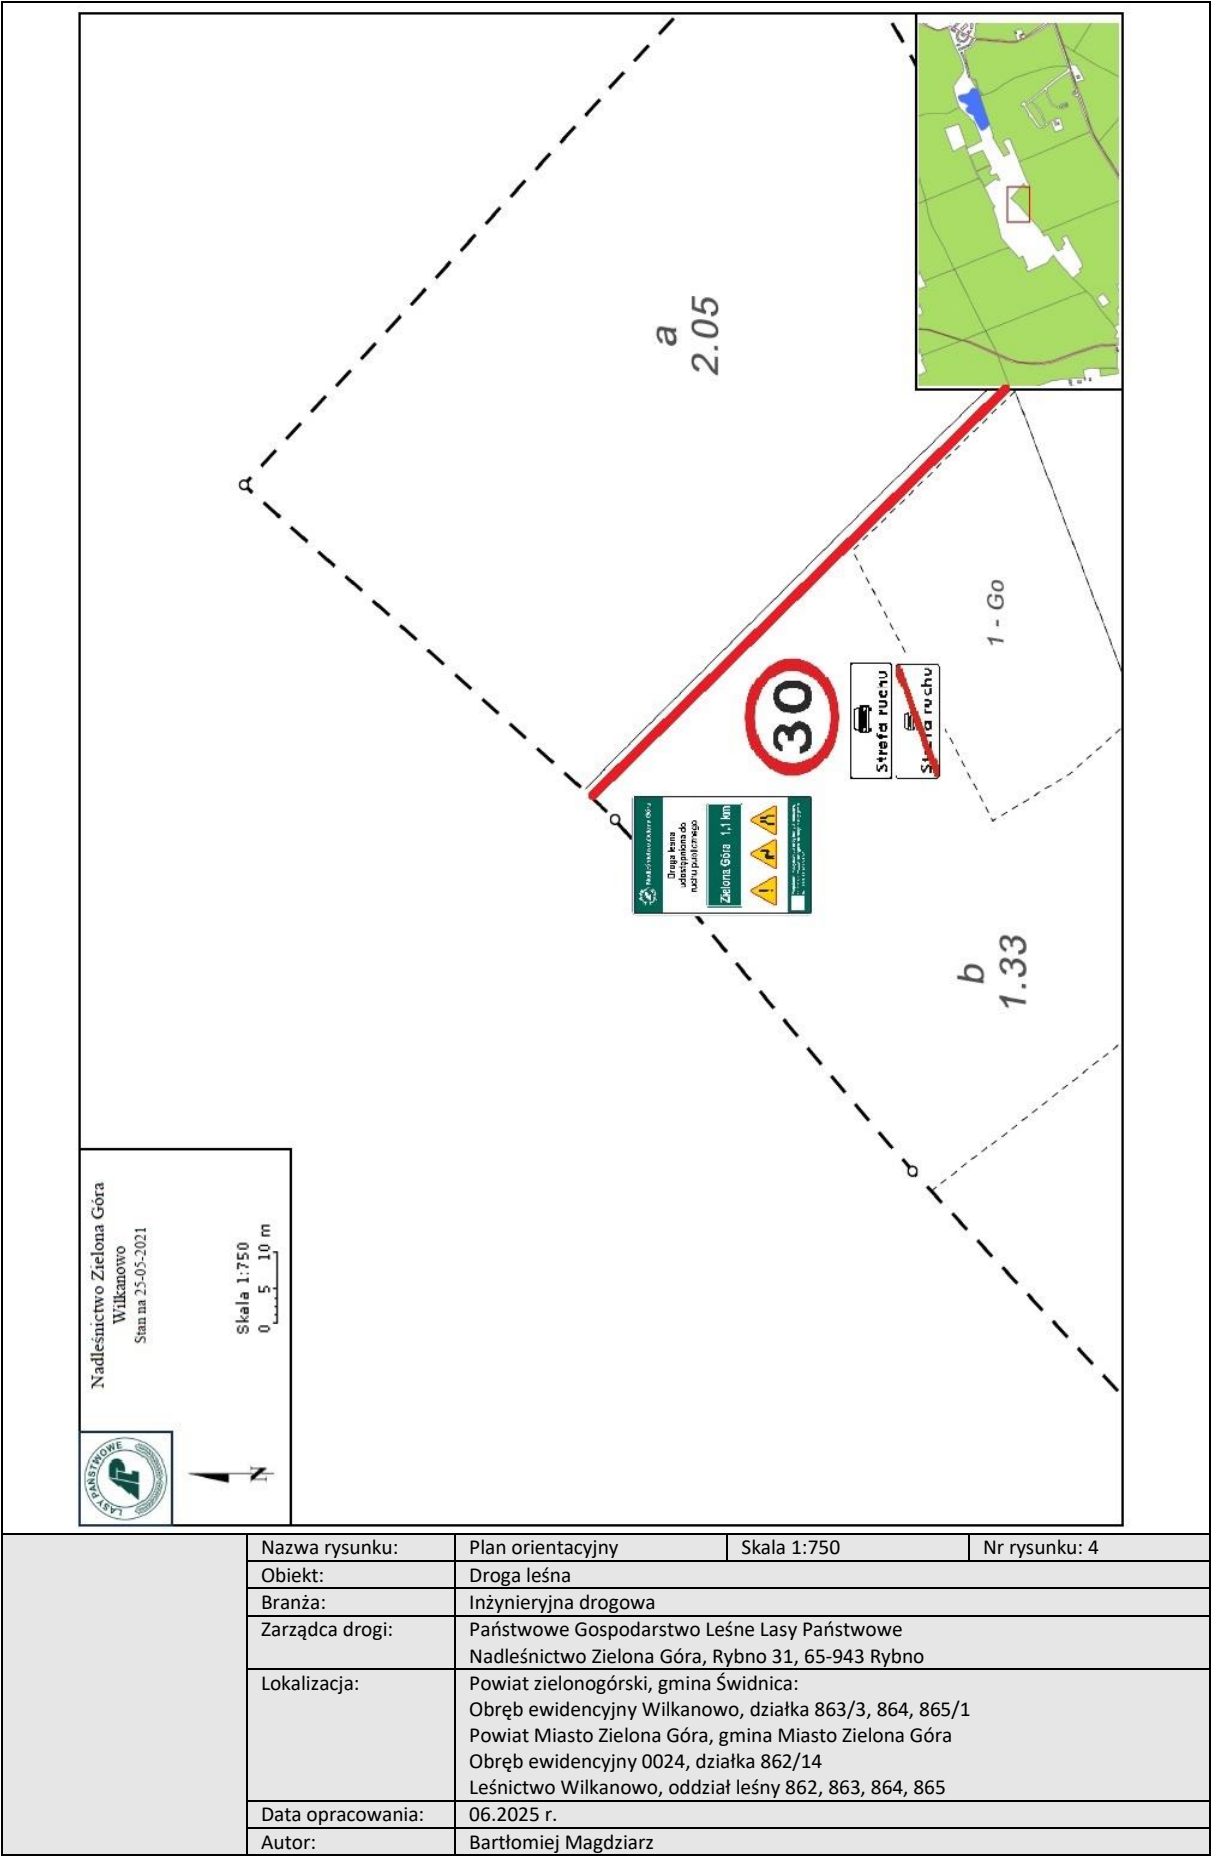 a
2.05
1 - Go
30
Strefa ruchu
Strefa ruchu
Nadleśnictwo Zielona Góra
Droga leśna
udostępniona do
ruchu publicznego
Zielona Góra 1,1 km
b
1.33
Nadleśnictwo Zielona Góra
Wilkanowo
Stan na 25-05-2021
Skala 1:750
0 5 10 m
LASY PAŃSTWOWE
N
Nazwa rysunku: Plan orientacyjny Skala 1:750 Nr rysunku: 4
Obiekt: Droga leśna
Branża: Inżynieryjna drogowa
Zarządca drogi: Państwowe Gospodarstwo Leśne Lasy Państwowe
Nadleśnictwo Zielona Góra, Rybno 31, 65-943 Rybno
Lokalizacja: Powiat zielonogórski, gmina Świdnica:
Obręb ewidencyjny Wilkanowo, działka 863/3, 864, 865/1
Powiat Miasto Zielona Góra, gmina Miasto Zielona Góra
Obręb ewidencyjny 0024, działka 862/14
Leśnictwo Wilkanowo, oddział leśny 862, 863, 864, 865
Data opracowania: 06.2025 r.
Autor: Bartłomiej Magdziarz